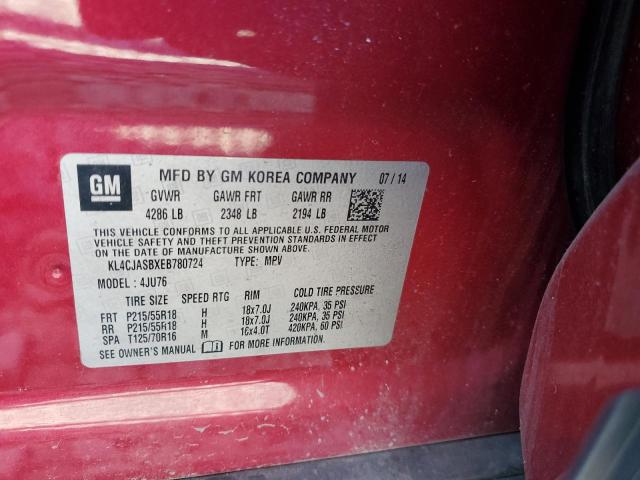 GM MFD BY GM KOREA COMPANY 07/14
GVWR GAWR FRT GAWR RR
4286 LB 2348 LB 2194 LB
THIS VEHICLE CONFORMS TO ALL APPLICABLE U.S. FEDERAL MOTOR
VEHICLE SAFETY AND THEFT PREVENTION STANDARDS IN EFFECT
ON THE DATE OF MANUFACTURE SHOWN ABOVE.
KL4CJASBXEB780724 TYPE: MPV
MODEL: 4JU76
TIRE SIZE SPEED RTG RIM COLD TIRE PRESSURE
FRT P215/55R18 H 18x7.0J 240KPA, 35 PSI
RR P215/55R18 H 18x7.0J 240KPA, 35 PSI
SPA T125/70R16 M 16x4.0T 420KPA, 60 PSI
SEE OWNER'S MANUAL FOR MORE INFORMATION